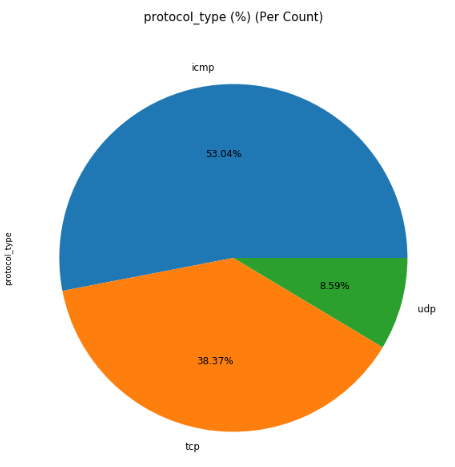 protocol_type (%) (Per Count)
icmp
53.04%
protocol_type
8.59%
udp
38.37%
tcp